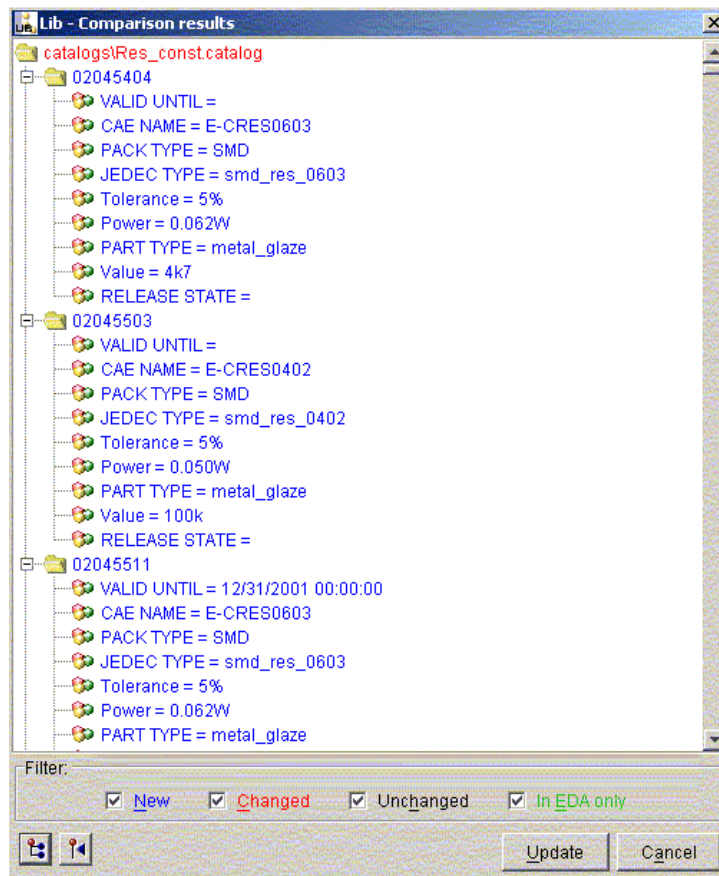 LIB Lib - Comparison results
catalogs\Res_const.catalog
02045404
VALID UNTIL =
CAE NAME = E-CRES0603
PACK TYPE = SMD
JEDEC TYPE = smd_res_0603
Tolerance = 5%
Power = 0.062W
PART TYPE = metal_glaze
Value = 4k7
RELEASE STATE =
02045503
VALID UNTIL =
CAE NAME = E-CRES0402
PACK TYPE = SMD
JEDEC TYPE = smd_res_0402
Tolerance = 5%
Power = 0.050W
PART TYPE = metal_glaze
Value = 100k
RELEASE STATE =
02045511
VALID UNTIL = 12/31/2001 00:00:00
CAE NAME = E-CRES0603
PACK TYPE = SMD
JEDEC TYPE = smd_res_0603
Tolerance = 5%
Power = 0.062W
PART TYPE = metal_glaze
Filter:
New Changed Unchanged In EDA only
Update Cancel